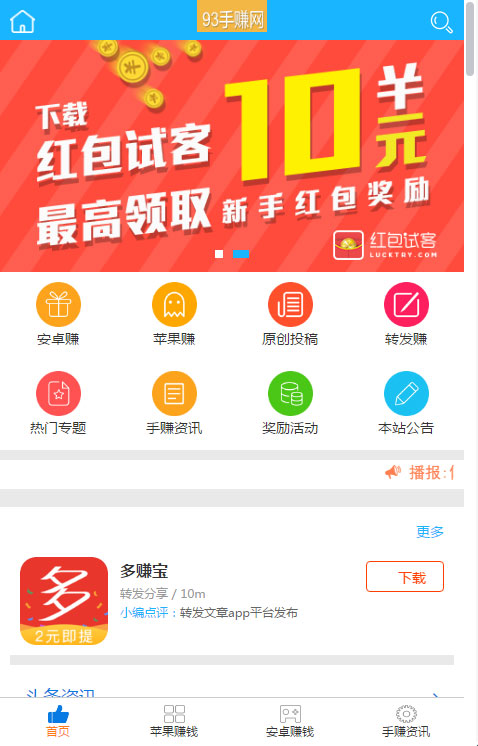 93手赚网
下载
红包试客
10
单
元
最高领取
新手红包奖励
红包试客
LUCKTRY.COM
安卓赚
苹果赚
原创投稿
转发赚
热门专题
手赚资讯
奖励活动
本站公告
播报:
更多
多
2元即提
多赚宝
转发分享 / 10m
小编点评：转发文章app平台发布
下载
头条资讯
首页
苹果赚钱
安卓赚钱
手赚资讯